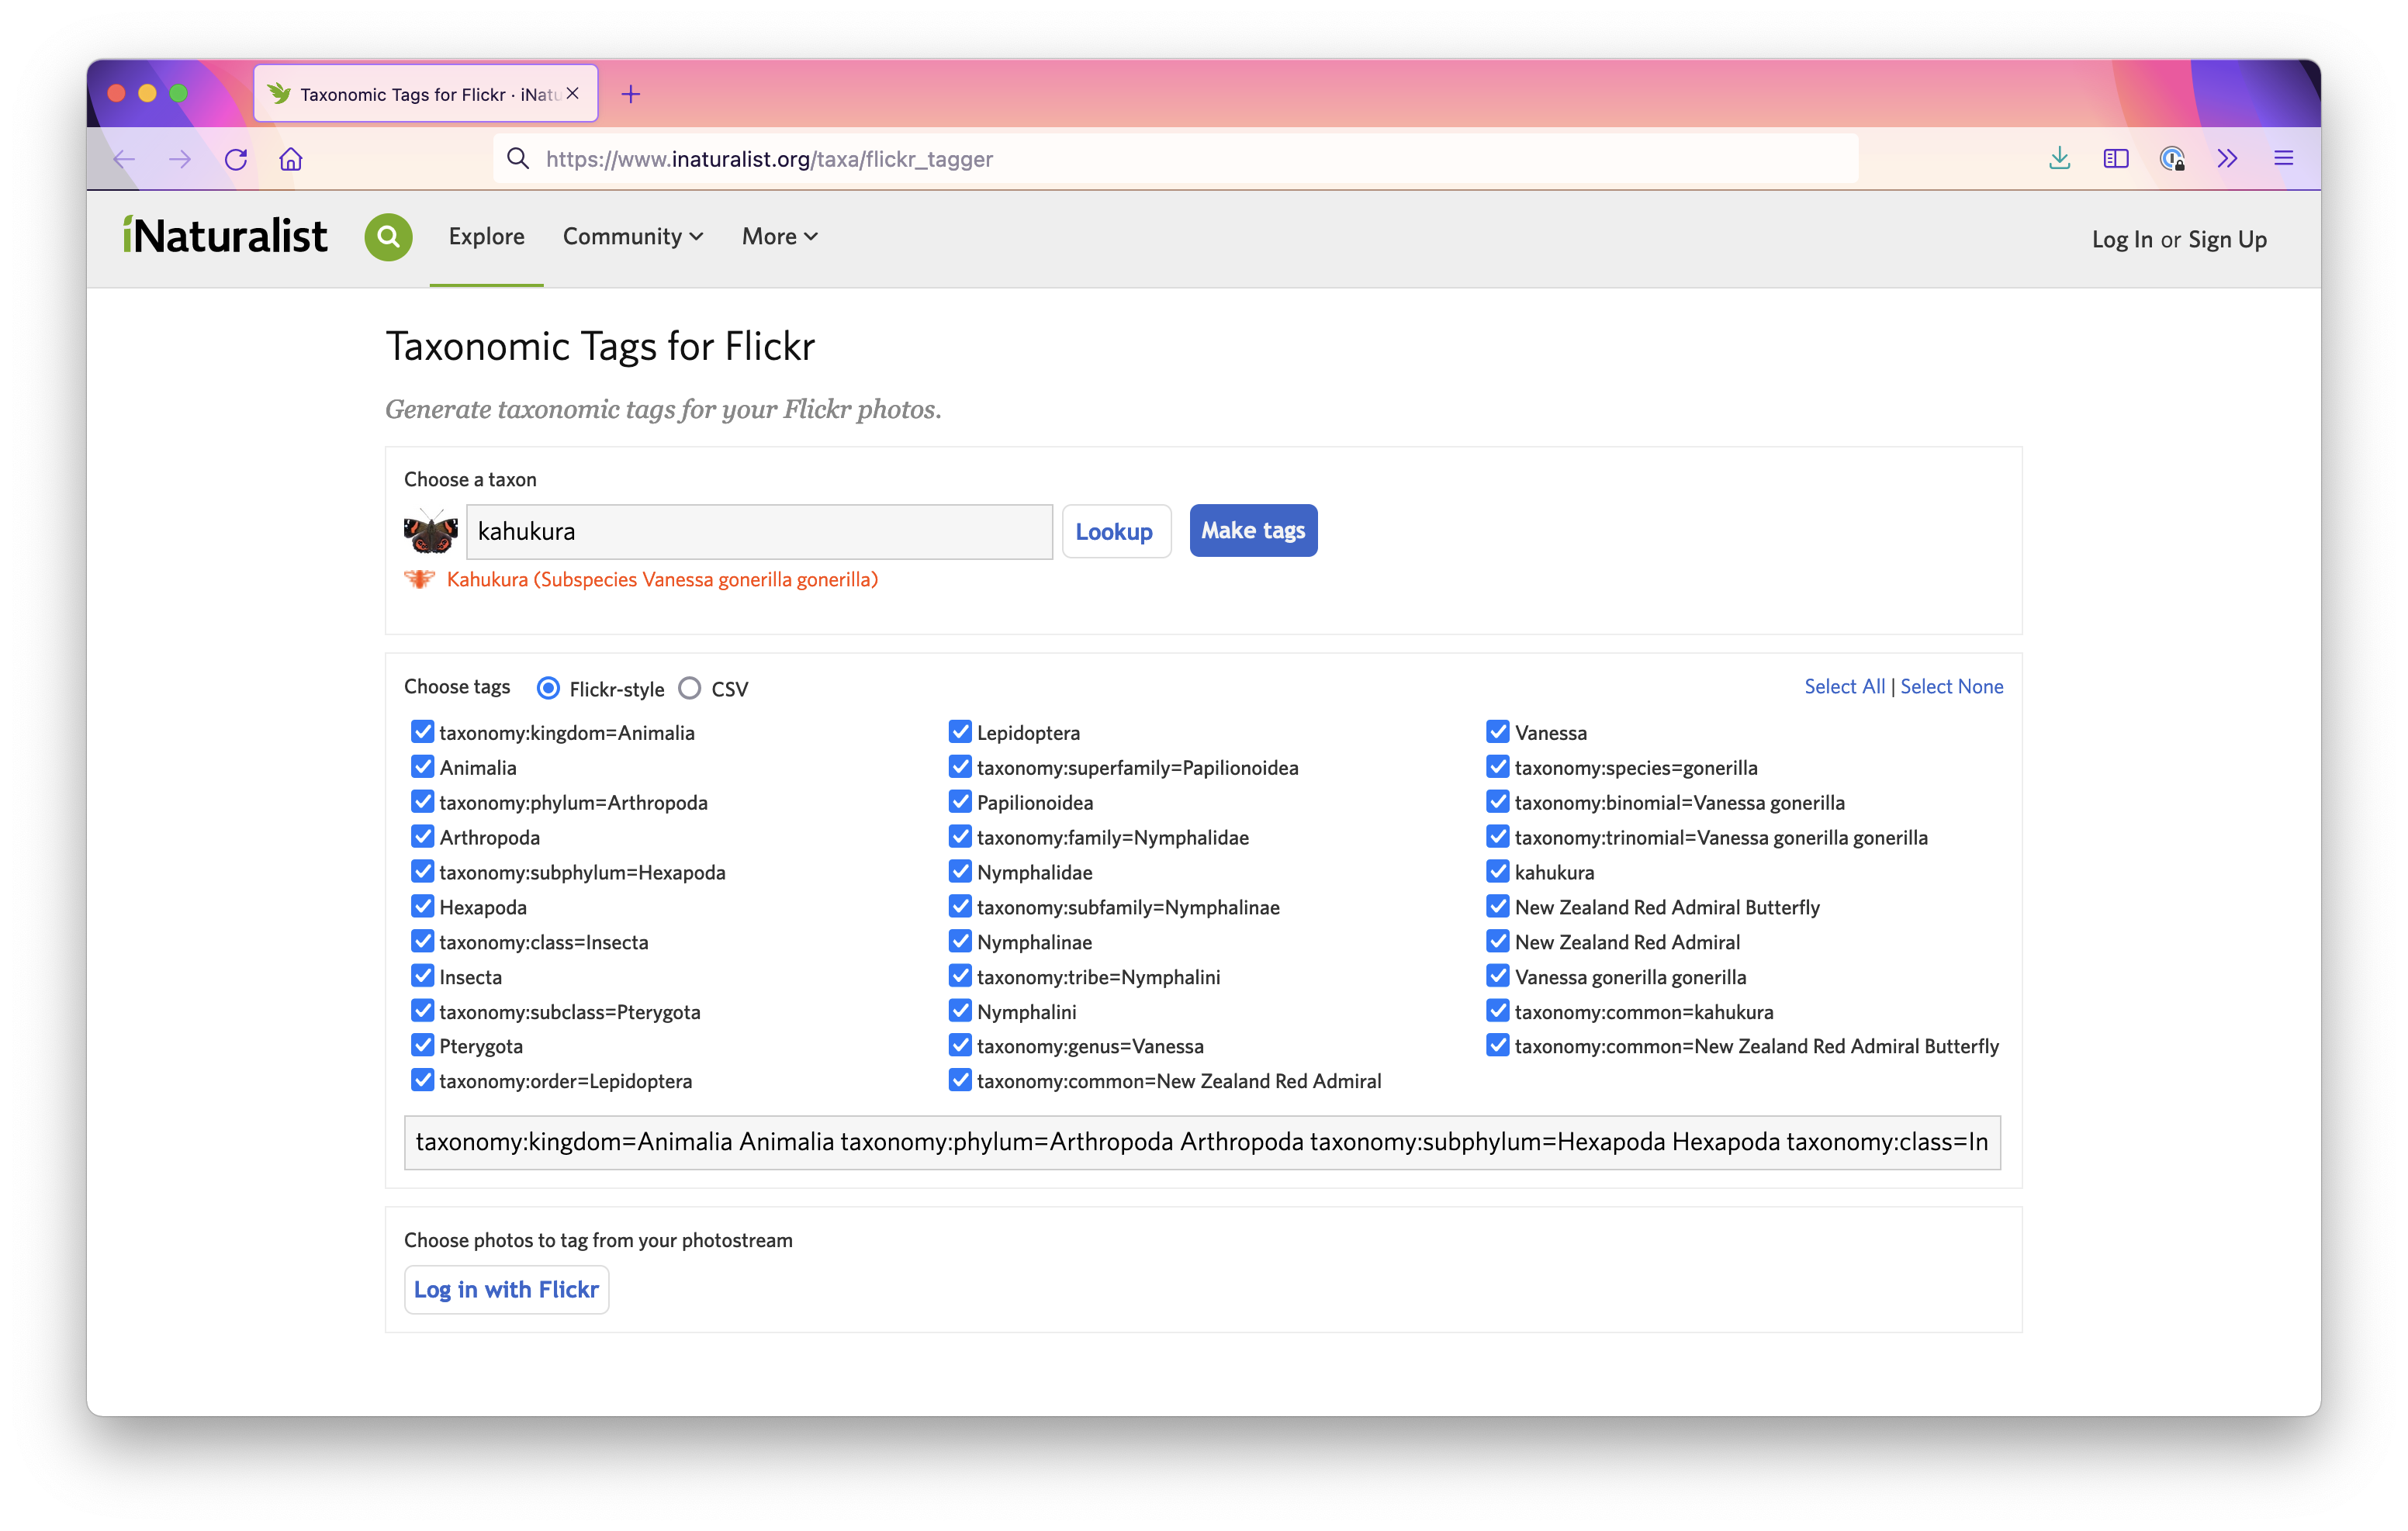 Taxonomic Tags for Flickr · iNatu
https://www.inaturalist.org/taxa/flickr_tagger
iNaturalist
Explore
Community
More
Log In or Sign Up
Taxonomic Tags for Flickr
Generate taxonomic tags for your Flickr photos.
Choose a taxon
kahukura
Lookup
Make tags
Kahukura (Subspecies Vanessa gonerilla gonerilla)
Choose tags
Flickr-style
CSV
Select All | Select None
taxonomy:kingdom=Animalia
Animalia
taxonomy:phylum=Arthropoda
Arthropoda
taxonomy:subphylum=Hexapoda
Hexapoda
taxonomy:class=Insecta
Insecta
taxonomy:subclass=Pterygota
Pterygota
taxonomy:order=Lepidoptera
Lepidoptera
taxonomy:superfamily=Papilionoidea
Papilionoidea
taxonomy:family=Nymphalidae
Nymphalidae
taxonomy:subfamily=Nymphalinae
Nymphalinae
taxonomy:tribe=Nymphalini
Nymphalini
taxonomy:genus=Vanessa
taxonomy:common=New Zealand Red Admiral
Vanessa
taxonomy:species=gonerilla
taxonomy:binomial=Vanessa gonerilla
taxonomy:trinomial=Vanessa gonerilla gonerilla
kahukura
New Zealand Red Admiral Butterfly
New Zealand Red Admiral
Vanessa gonerilla gonerilla
taxonomy:common=kahukura
taxonomy:common=New Zealand Red Admiral Butterfly
taxonomy:kingdom=Animalia Animalia taxonomy:phylum=Arthropoda Arthropoda taxonomy:subphylum=Hexapoda Hexapoda taxonomy:class=In
Choose photos to tag from your photostream
Log in with Flickr